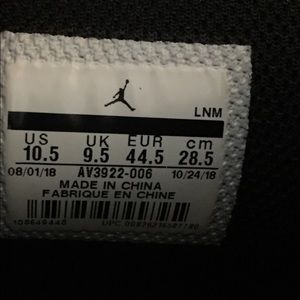 LNM
US UK EUR cm
10.5 9.5 44.5 28.5
08/01/18 AV3922-006 10/24/18
MADE IN CHINA
FABRIQUE EN CHINE